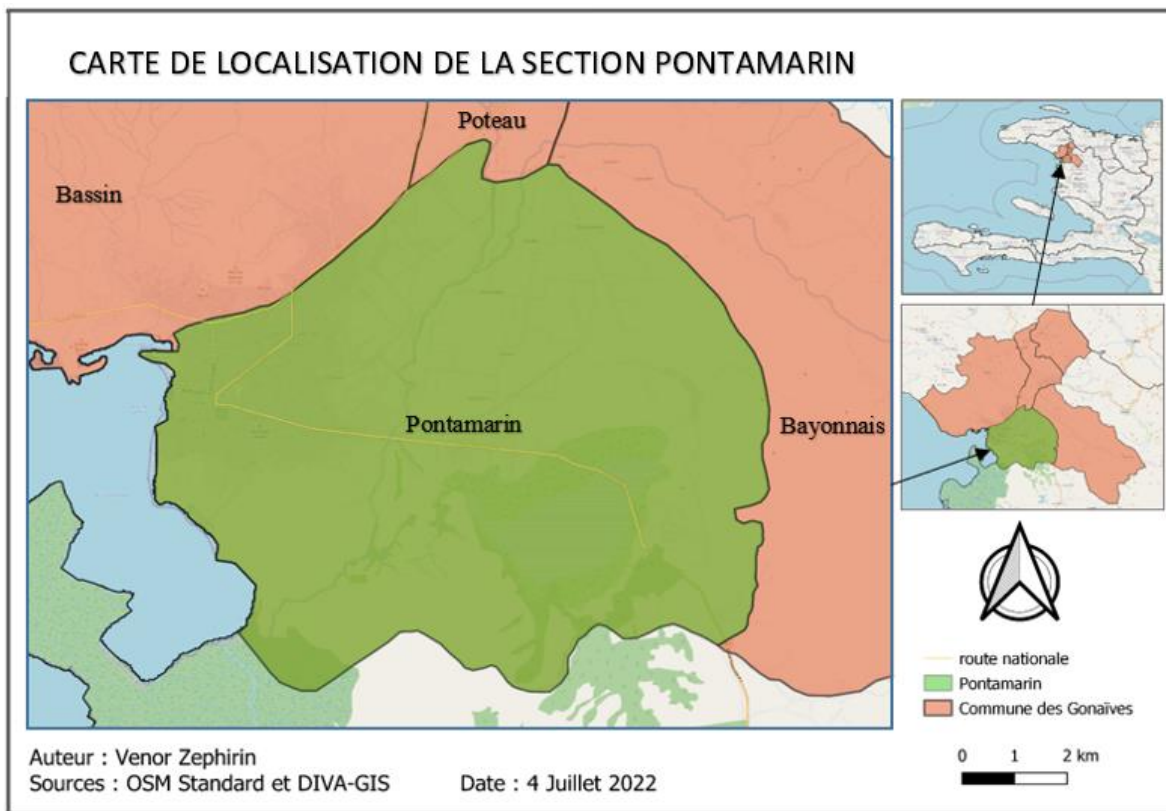 CARTE DE LOCALISATION DE LA SECTION PONTAMARIN
Poteau
Bassin
Pontamarin
Bayonnais
route nationale
Pontamarin
Commune des Gonaïves
0 1 2 km
Auteur : Venor Zephirin
Sources : OSM Standard et DIVA-GIS Date : 4 Juillet 2022